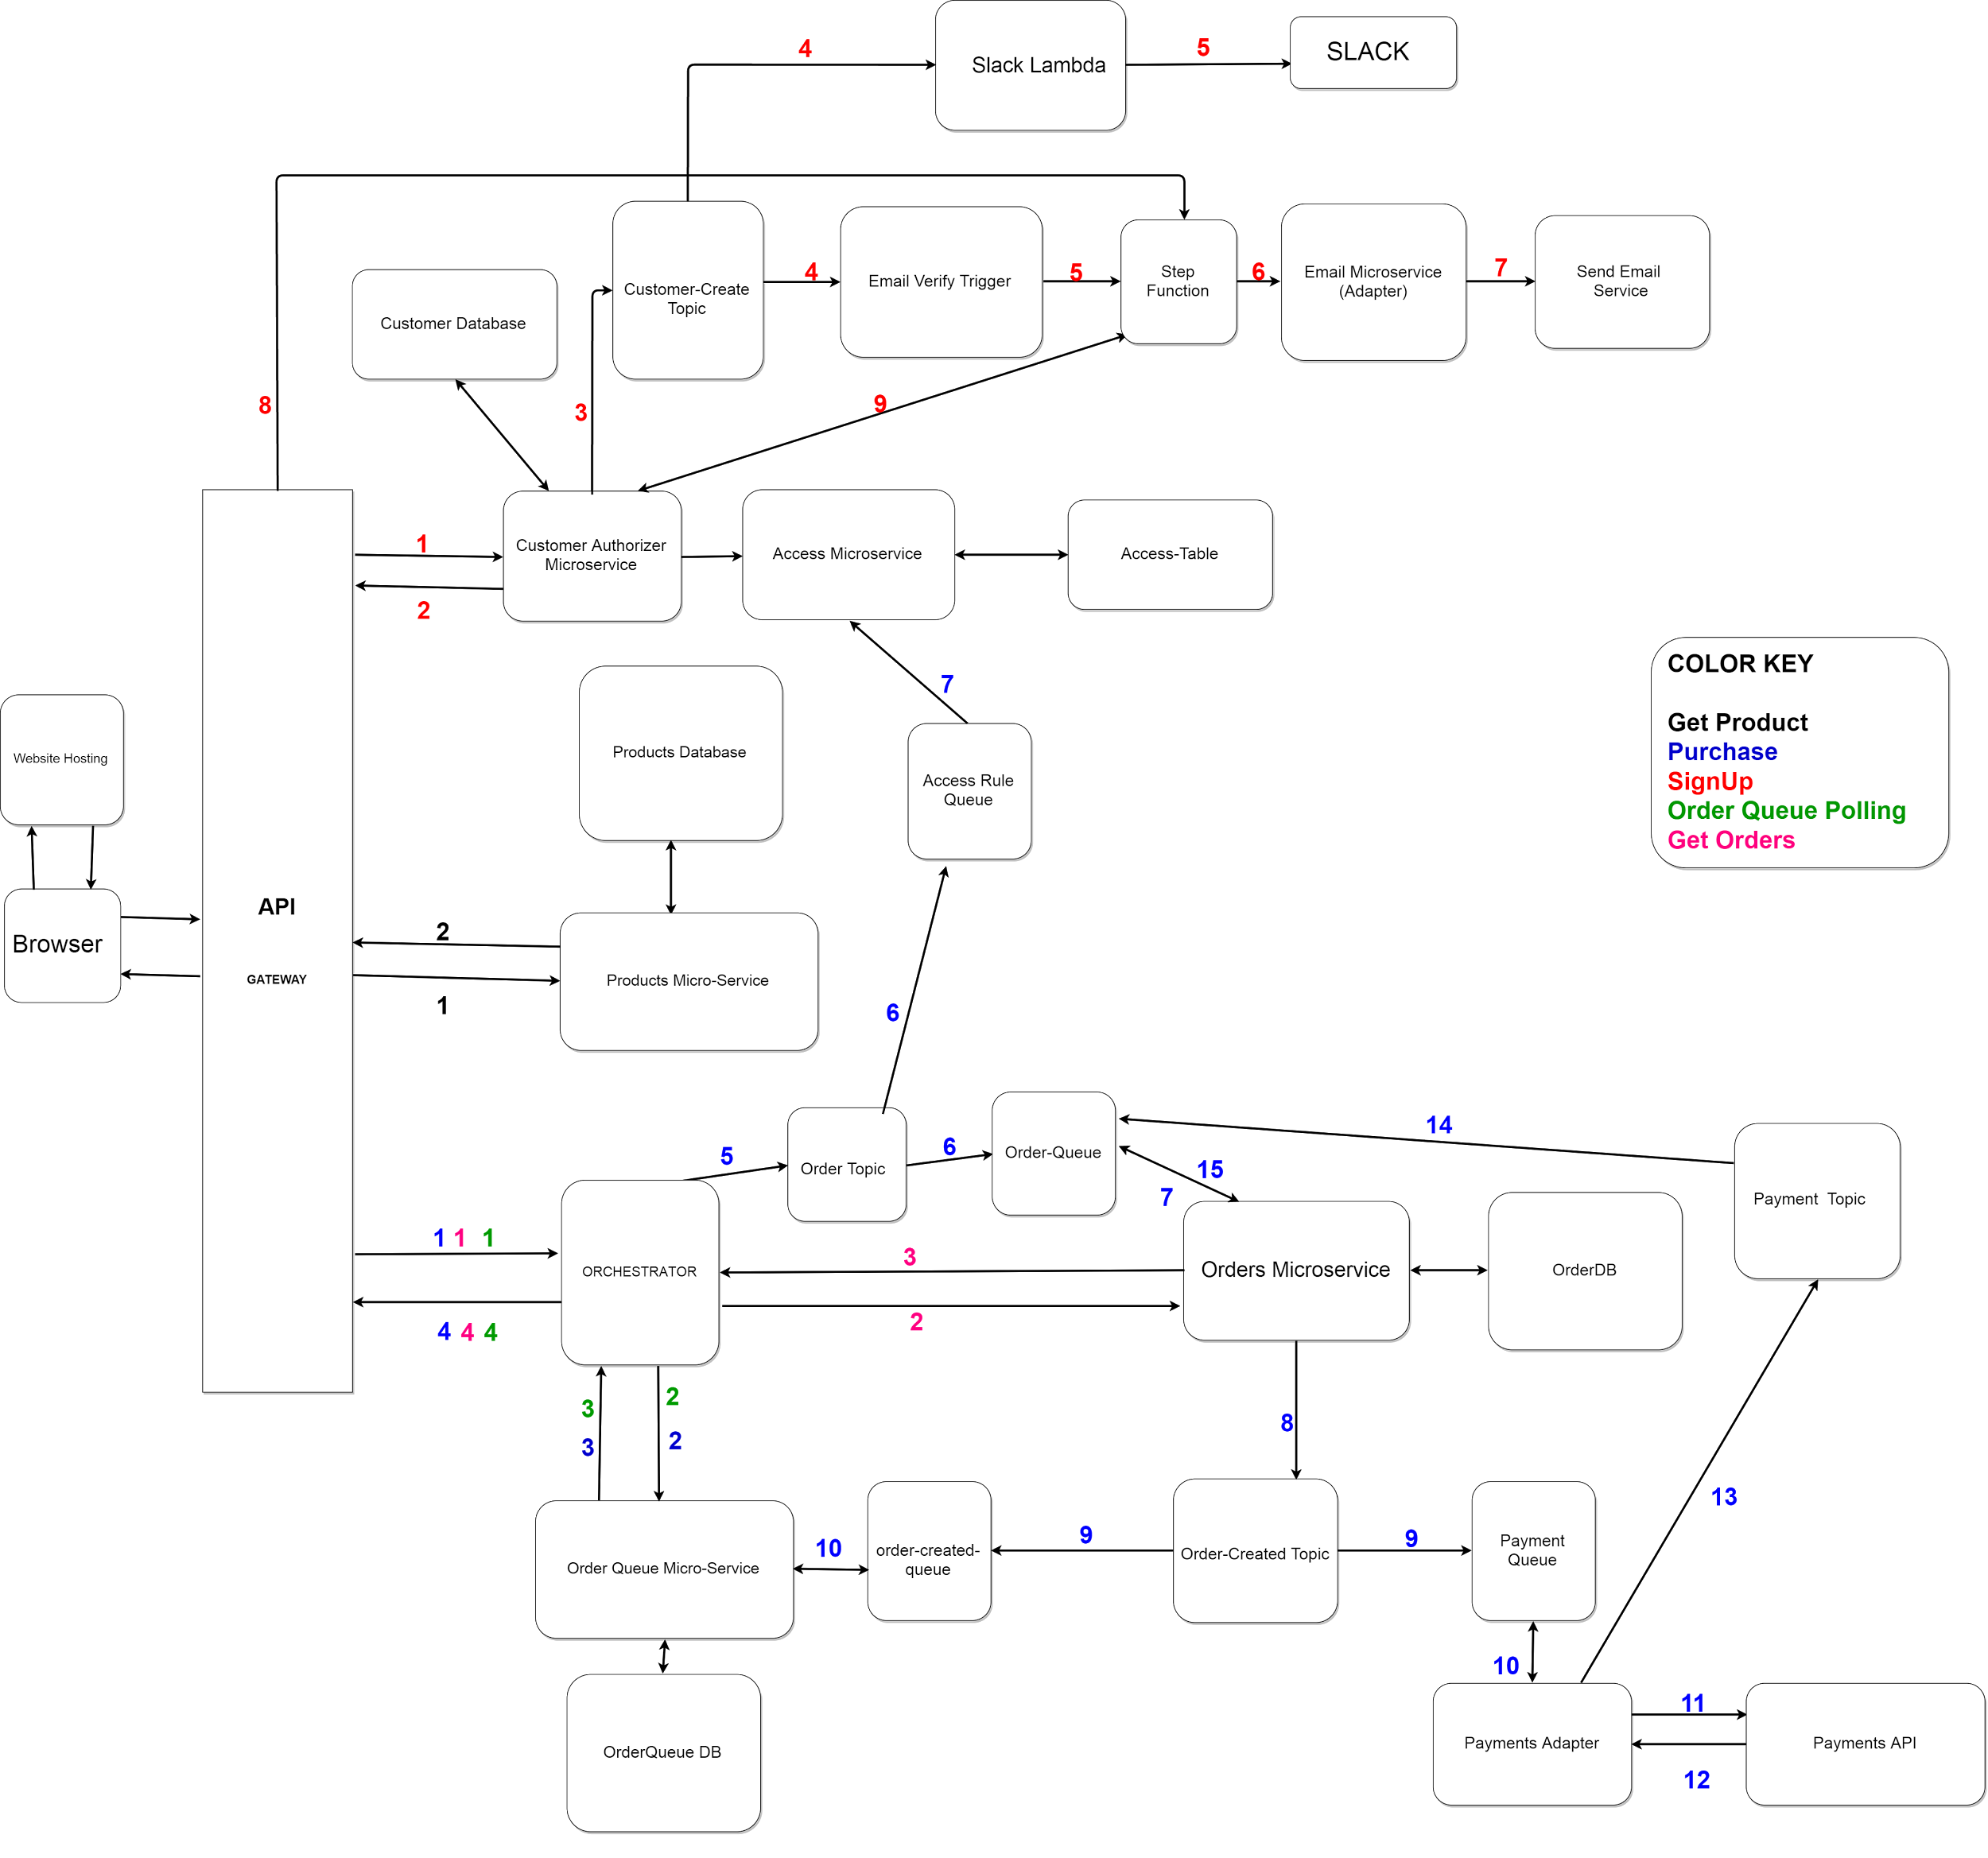 4
Slack Lambda
5
SLACK
Customer-Create
Topic
4
Email Verify Trigger
5
Step
Function
6
Email Microservice
(Adapter)
7
Send Email
Service
Customer Database
8
3
9
1
Customer Authorizer
Microservice
2
Access Microservice
Access-Table
7
COLOR KEY
Get Product
Purchase
SignUp
Order Queue Polling
Get Orders
Website Hosting
Products Database
Access Rule
Queue
Browser
API
GATEWAY
2
Products Micro-Service
1
6
5
Order Topic
6
Order-Queue
14
15
7
Payment  Topic
1 1 1
ORCHESTRATOR
3
Orders Microservice
OrderDB
4 4 4
2
3
2
3
2
8
13
Order Queue Micro-Service
10
order-created-
queue
9
Order-Created Topic
9
Payment
Queue
10
OrderQueue DB
Payments Adapter
11
12
Payments API